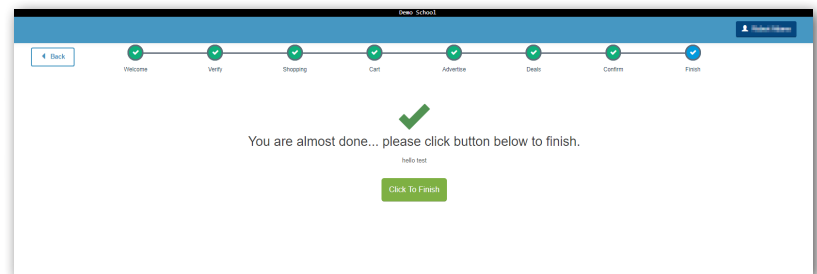 Demo School
Back
Welcome
Verify
Shopping
Cart
Advertise
Deals
Confirm
Finish
You are almost done... please click button below to finish.
hello test
Click To Finish